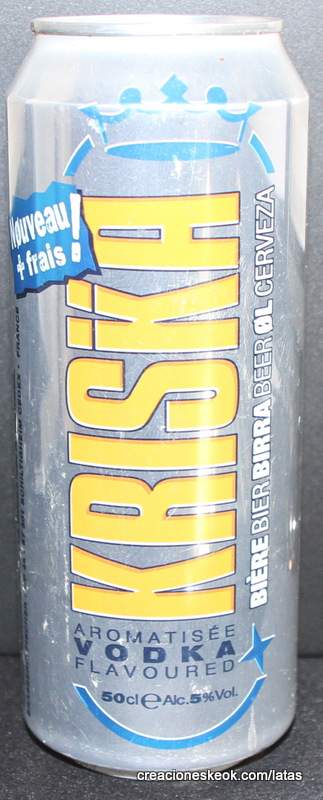 Nouveau!
+ frais!
KRISKA
BIÈRE BIER BIRRA BEER ØL CERVEZA
AROMATISÉE
VODKA
FLAVOURED
50cl e Alc.5%Vol.
creacioneskeok.com/latas